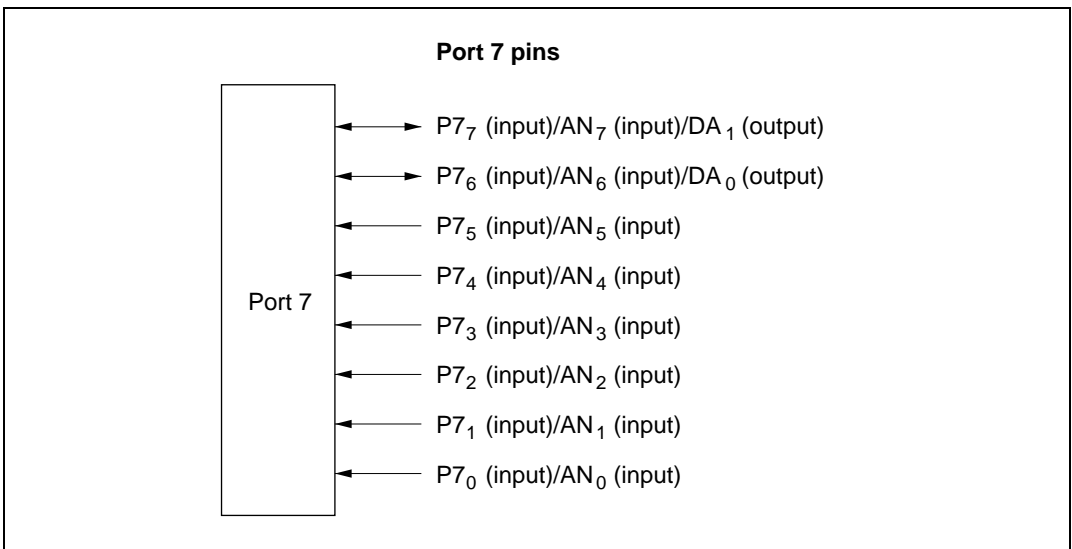 Port 7 pins
P7₇ (input)/AN₇ (input)/DA₁ (output)
P7₆ (input)/AN₆ (input)/DA₀ (output)
P7₅ (input)/AN₅ (input)
P7₄ (input)/AN₄ (input)
Port 7
P7₃ (input)/AN₃ (input)
P7₂ (input)/AN₂ (input)
P7₁ (input)/AN₁ (input)
P7₀ (input)/AN₀ (input)